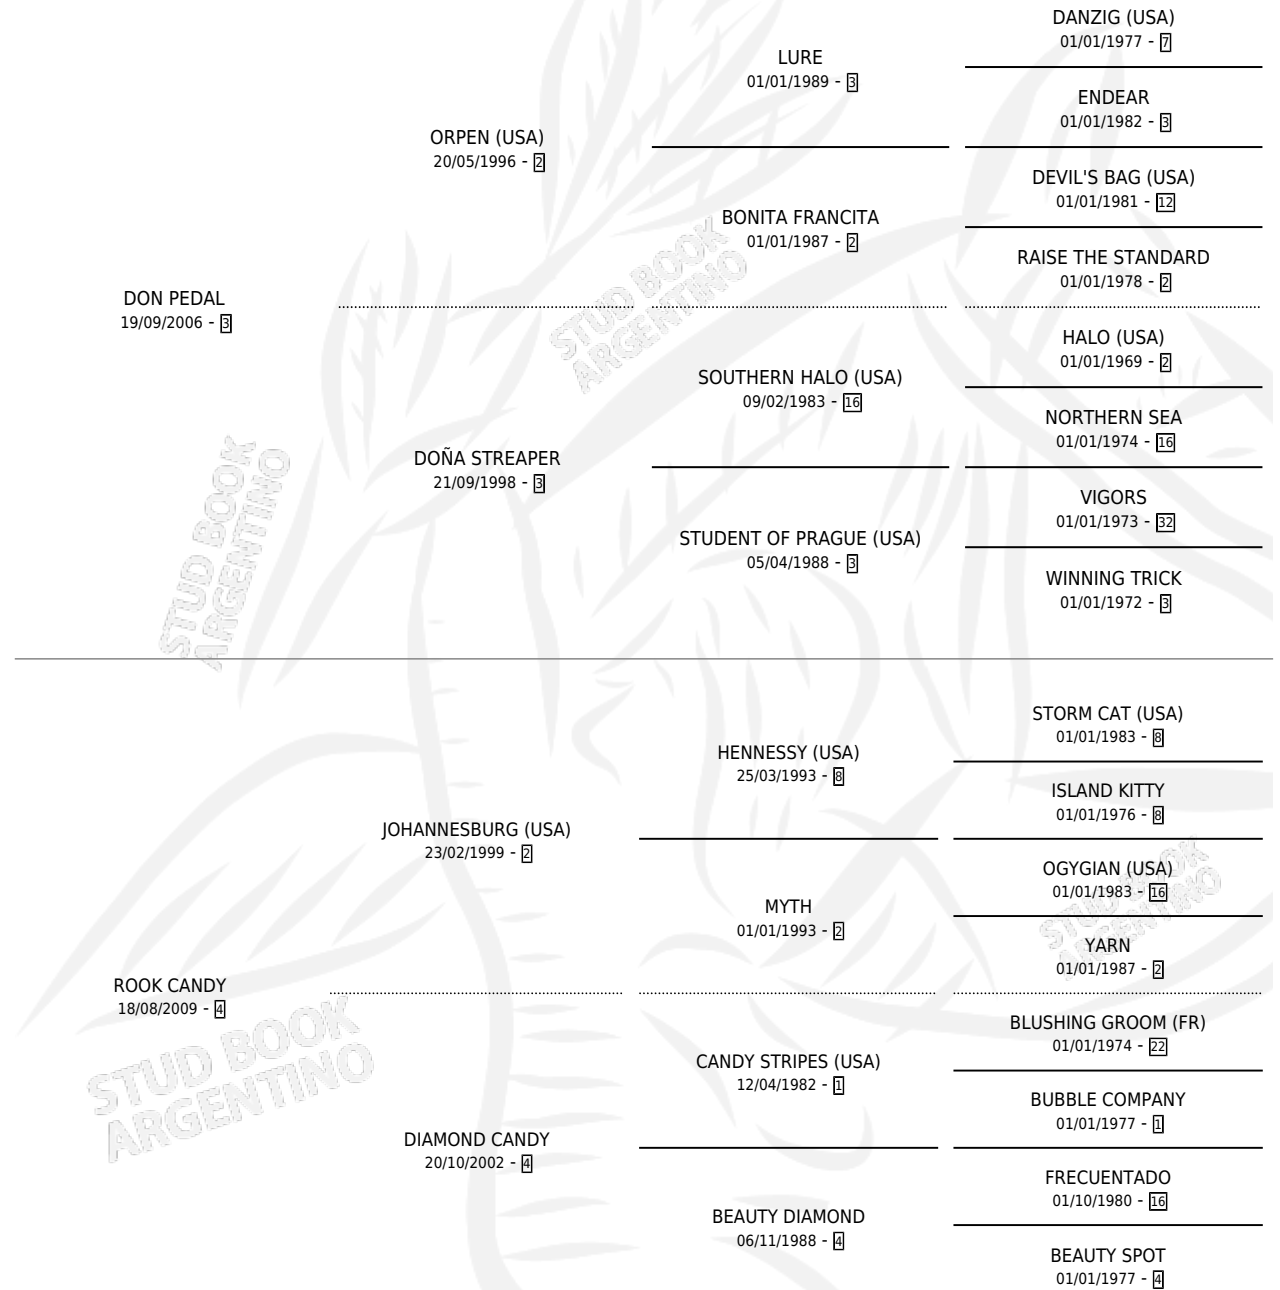 DANZIG (USA)
01/01/1977 - 7
LURE
01/01/1989 - 3
ENDEAR
01/01/1982 - 3
ORPEN (USA)
20/05/1996 - 2
DEVIL'S BAG (USA)
01/01/1981 - 12
BONITA FRANCITA
01/01/1987 - 2
RAISE THE STANDARD
01/01/1978 - 2
DON PEDAL
19/09/2006 - 3
HALO (USA)
01/01/1969 - 2
SOUTHERN HALO (USA)
09/02/1983 - 16
NORTHERN SEA
01/01/1974 - 16
DOÑA STREAPER
21/09/1998 - 3
VIGORS
01/01/1973 - 32
STUDENT OF PRAGUE (USA)
05/04/1988 - 3
WINNING TRICK
01/01/1972 - 3
STORM CAT (USA)
01/01/1983 - 8
HENNESSY (USA)
25/03/1993 - 8
ISLAND KITTY
01/01/1976 - 8
JOHANNESBURG (USA)
23/02/1999 - 2
OGYGIAN (USA)
01/01/1983 - 16
MYTH
01/01/1993 - 2
YARN
01/01/1987 - 2
ROOK CANDY
18/08/2009 - 4
BLUSHING GROOM (FR)
01/01/1974 - 22
CANDY STRIPES (USA)
12/04/1982 - 1
BUBBLE COMPANY
01/01/1977 - 1
DIAMOND CANDY
20/10/2002 - 4
FRECUENTADO
01/10/1980 - 16
BEAUTY DIAMOND
06/11/1988 - 4
BEAUTY SPOT
01/01/1977 - 4
STUD BOOK
ARGENTINO
STUD BOOK
ARGENTINO
STUD BOOK
ARGENTINO
STUD BOOK
ARGENTINO